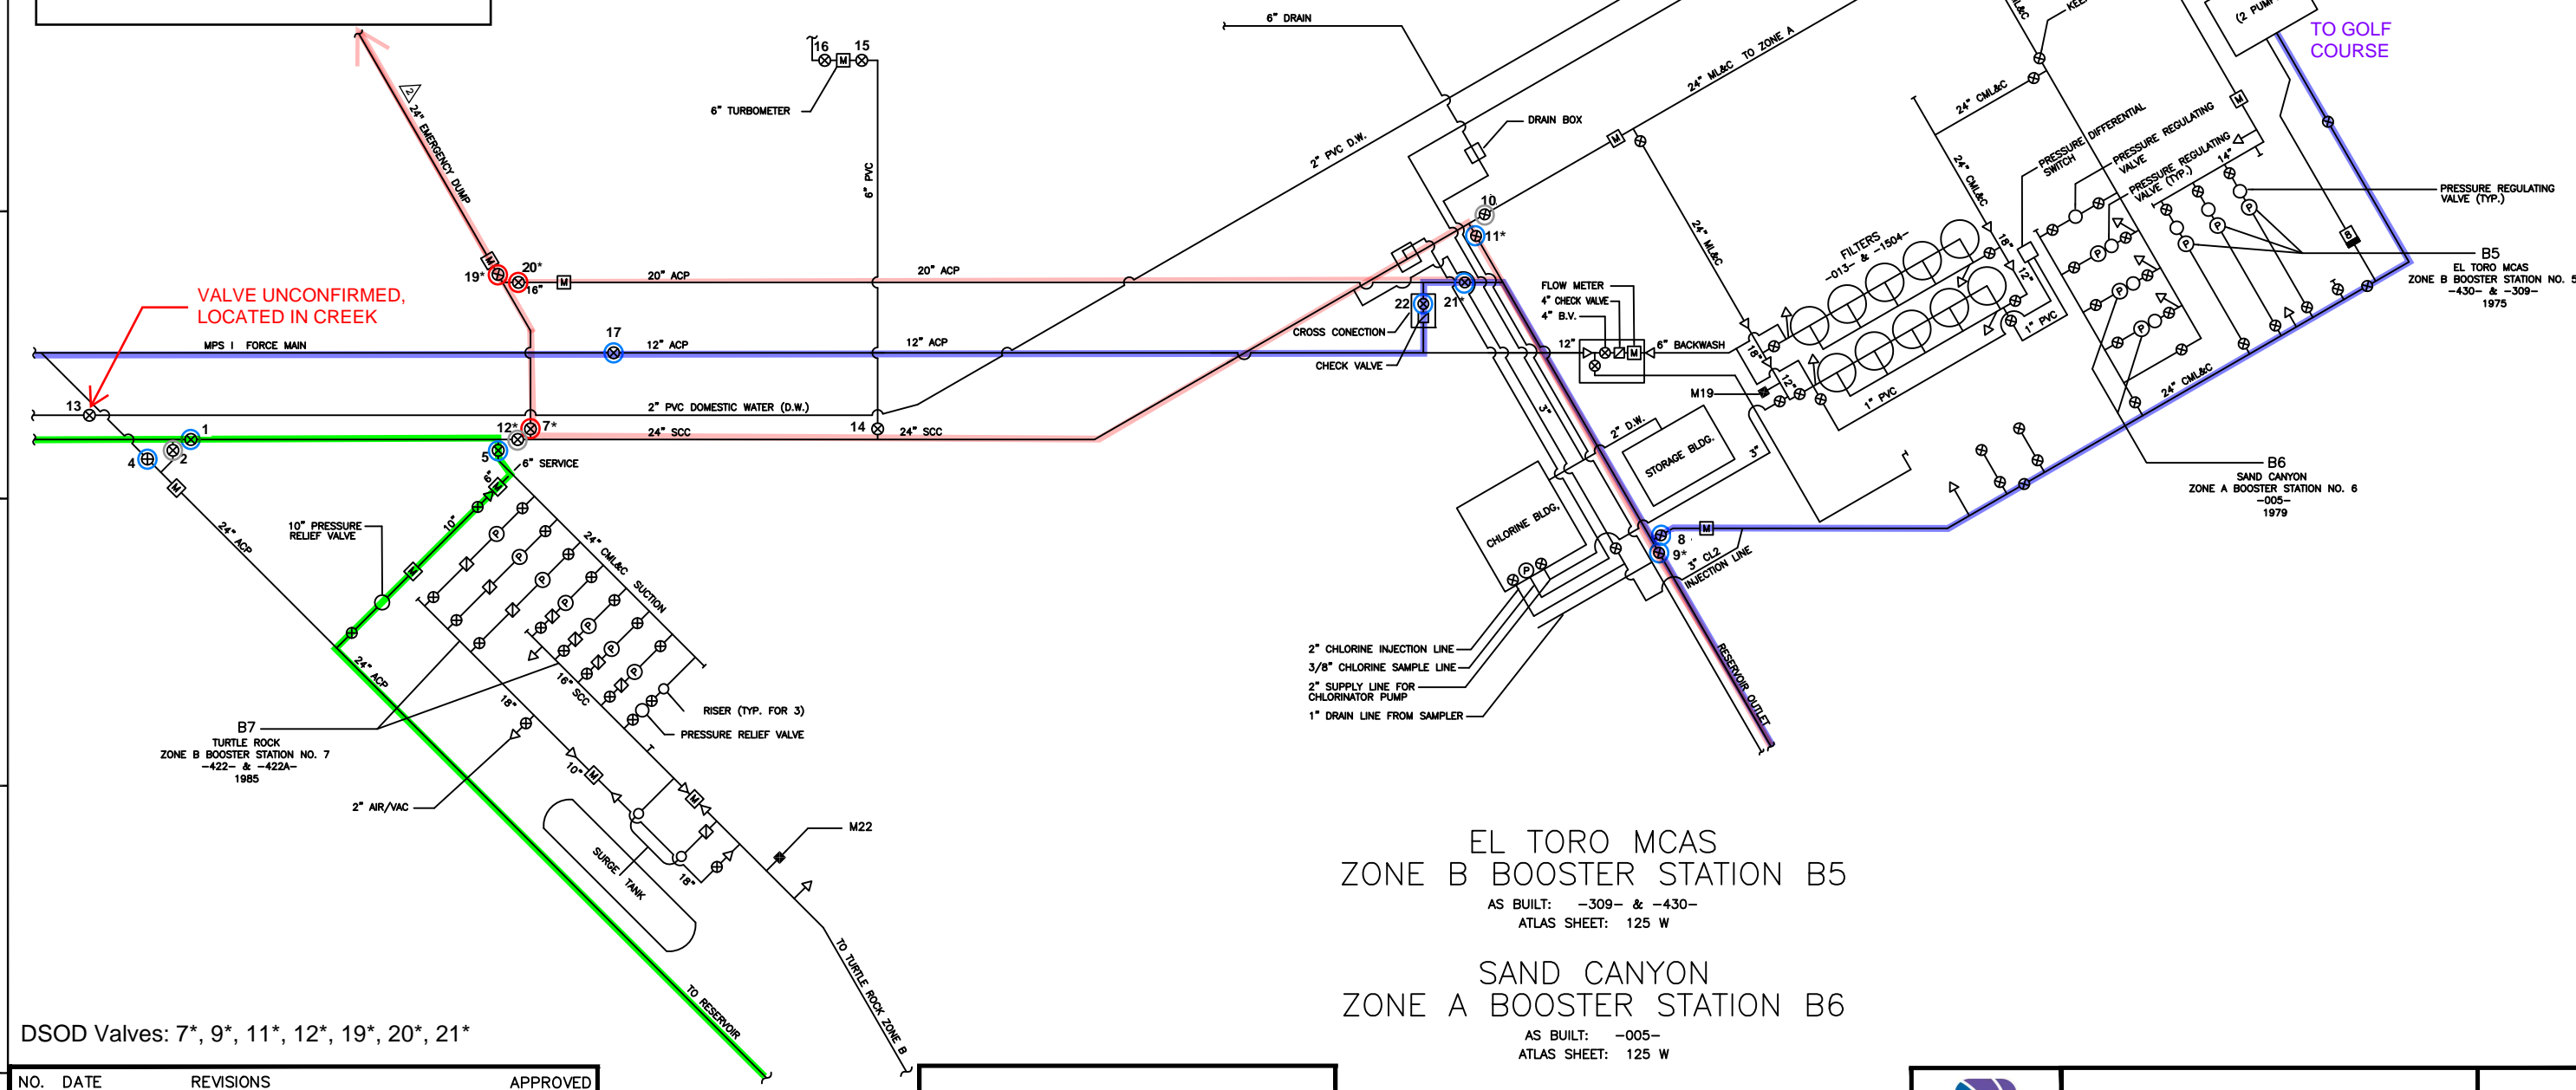 6" DRAIN
KEE
(2 PUMP
TO GOLF
COURSE
16
15
6" TURBOMETER
6" PVC
2
24" EMERGENCY DUMP
2" PVC D.W.
24" ML&C TO ZONE A
DRAIN BOX
24" CML&C
24" CML&C
PRESSURE DIFFERENTIAL
SWITCH
PRESSURE REGULATING
VALVE
PRESSURE REGULATING
VALVE (TYP.)
14"
PRESSURE REGULATING
VALVE (TYP.)
8
B5
EL TORO MCAS
ZONE B BOOSTER STATION NO. 5
-430- & -309-
1975
10
11*
24" ML&C
FILTERS
-013- & -1504-
18"
12"
1" PVC
19*
20*
16"
20" ACP
20" ACP
VALVE UNCONFIRMED,
LOCATED IN CREEK
MPS I FORCE MAIN
17
12" ACP
12" ACP
22
21*
CROSS CONECTION
CHECK VALVE
FLOW METER
4" CHECK VALVE
4" B.V.
12"
6" BACKWASH
18"
12"
M19
1" PVC
24" CML&C
13
2" PVC DOMESTIC WATER (D.W.)
1
2
4
12*
7*
24" SCC
14
24" SCC
5
6" SERVICE
6"
3"
2" D.W.
STORAGE BLDG.
3"
B6
SAND CANYON
ZONE A BOOSTER STATION NO. 6
-005-
1979
24" ACP
10" PRESSURE
RELIEF VALVE
10"
24" CML&C SUCTION
CHLORINE BLDG.
8
9*
3" CL2
INJECTION LINE
2" CHLORINE INJECTION LINE
3/8" CHLORINE SAMPLE LINE
2" SUPPLY LINE FOR
CHLORINATOR PUMP
1" DRAIN LINE FROM SAMPLER
RESERVOIR OUTLET
24" ACP
16" SCC
18"
RISER (TYP. FOR 3)
PRESSURE RELIEF VALVE
B7
TURTLE ROCK
ZONE B BOOSTER STATION NO. 7
-422- & -422A-
1985
2" AIR/VAC
10"
SURGE TANK
18"
M22
TO TURTLE ROCK ZONE B
TO RESERVOIR
EL TORO MCAS
ZONE B BOOSTER STATION B5
AS BUILT: -309- & -430-
ATLAS SHEET: 125 W
SAND CANYON
ZONE A BOOSTER STATION B6
AS BUILT: -005-
ATLAS SHEET: 125 W
DSOD Valves: 7*, 9*, 11*, 12*, 19*, 20*, 21*
NO. DATE REVISIONS APPROVED